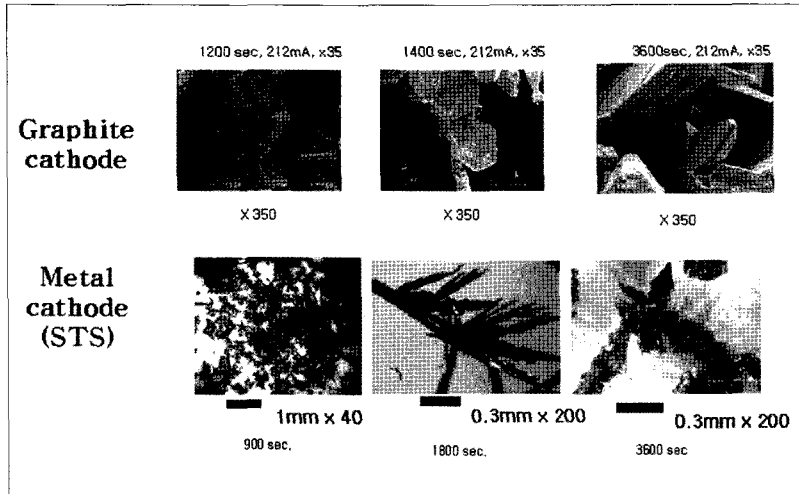 1200 sec, 212mA, x35
1400 sec, 212mA, x35
3600sec, 212mA, x35
Graphite
cathode
X 350
X 350
X 350
Metal
cathode
(STS)
1mm x 40
0.3mm x 200
0.3mm x 200
900 sec,
1800 sec,
3600 sec